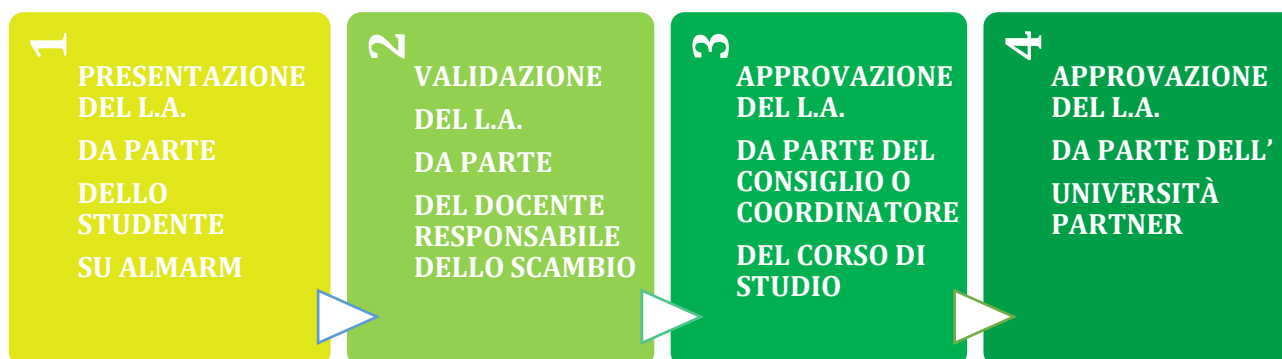 1
PRESENTAZIONE
DEL L.A.
DA PARTE
DELLO
STUDENTE
SU ALMARM
2
VALIDAZIONE
DEL L.A.
DA PARTE
DEL DOCENTE
RESPONSABILE
DELLO SCAMBIO
3
APPROVAZIONE
DEL L.A.
DA PARTE DEL
CONSIGLIO O
COORDINATORE
DEL CORSO DI
STUDIO
4
APPROVAZIONE
DEL L.A.
DA PARTE DELL’
UNIVERSITÀ
PARTNER